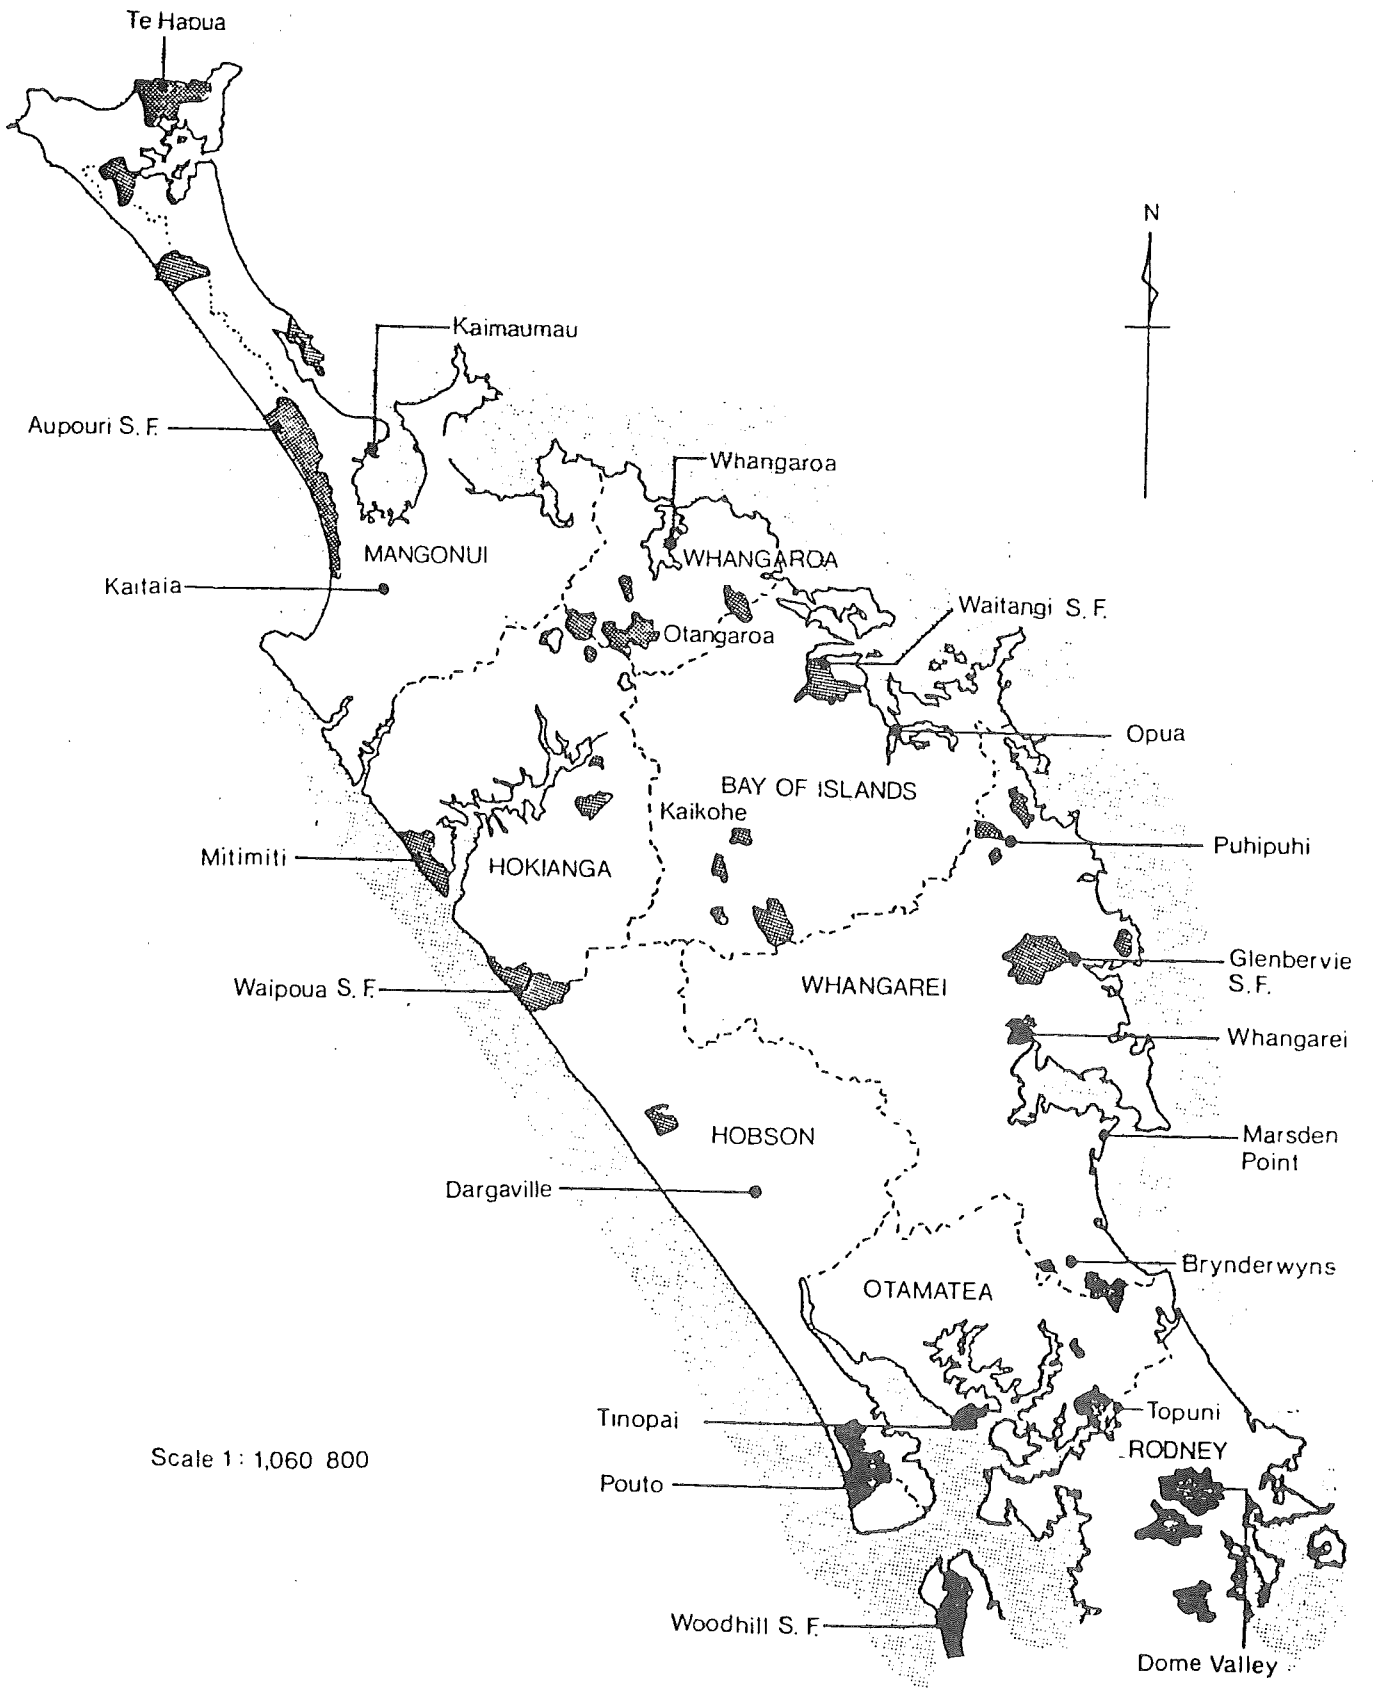 Te Hapua
N
Kaimaumau
Aupouri S. F.
Whangaroa
MANGONUI
WHANGAROA
Kaitaia
Waitangi S. F.
Otangaroa
Opua
BAY OF ISLANDS
Kaikohe
Puhipuhi
Mitimiti
HOKIANGA
Glenbervie
S. F.
Waipoua S. F.
WHANGAREI
Whangarei
HOBSON
Marsden
Point
Dargaville
Brynderwyns
OTAMATEA
Tinopai
Topuni
RODNEY
Scale 1 : 1,060 800
Pouto
Woodhill S. F.
Dome Valley